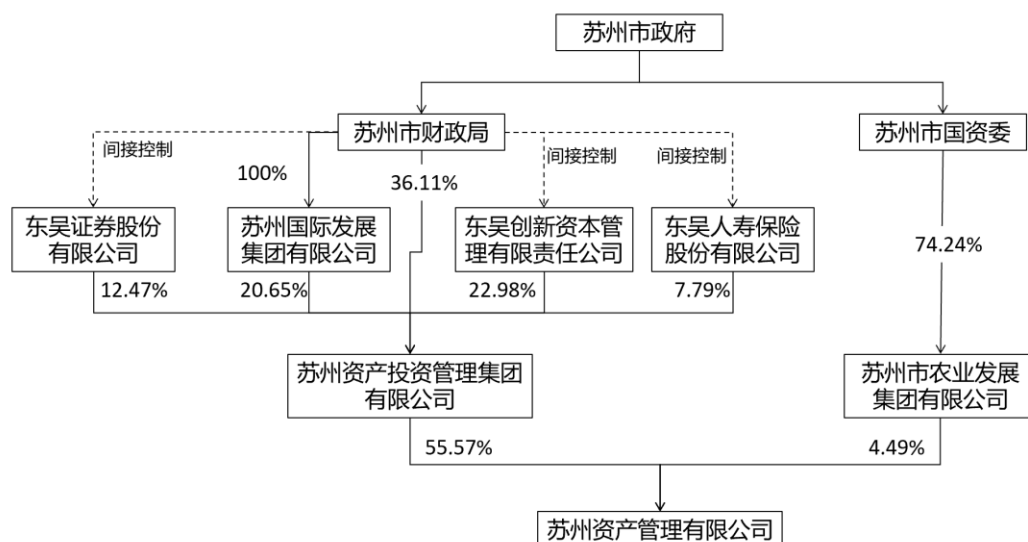 苏州市政府
苏州市财政局
苏州市国资委
间接控制
100%
36.11%
间接控制
间接控制
东吴证券股份
有限公司
苏州国际发展
集团有限公司
东吴创新资本管
理有限责任公司
东吴人寿保险
股份有限公司
74.24%
12.47%
20.65%
22.98%
7.79%
苏州资产投资管理集团
有限公司
苏州市农业发展
集团有限公司
55.57%
4.49%
苏州资产管理有限公司